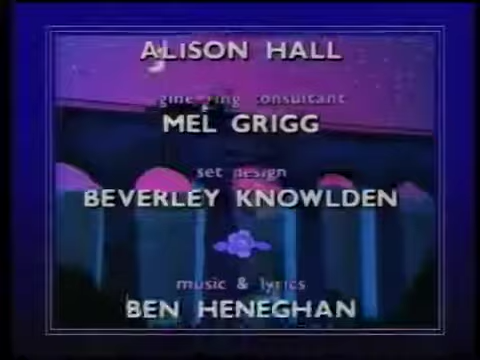 ALISON HALL
consultant
MEL GRIGG
set design
BEVERLEY KNOWLDEN
music & lyrics
BEN HENEGHAN